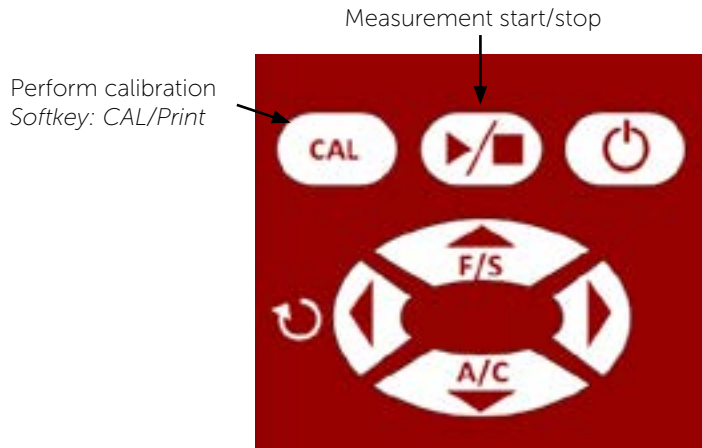 Measurement start/stop
Perform calibration
Softkey: CAL/Print
CAL
F/S
A/C